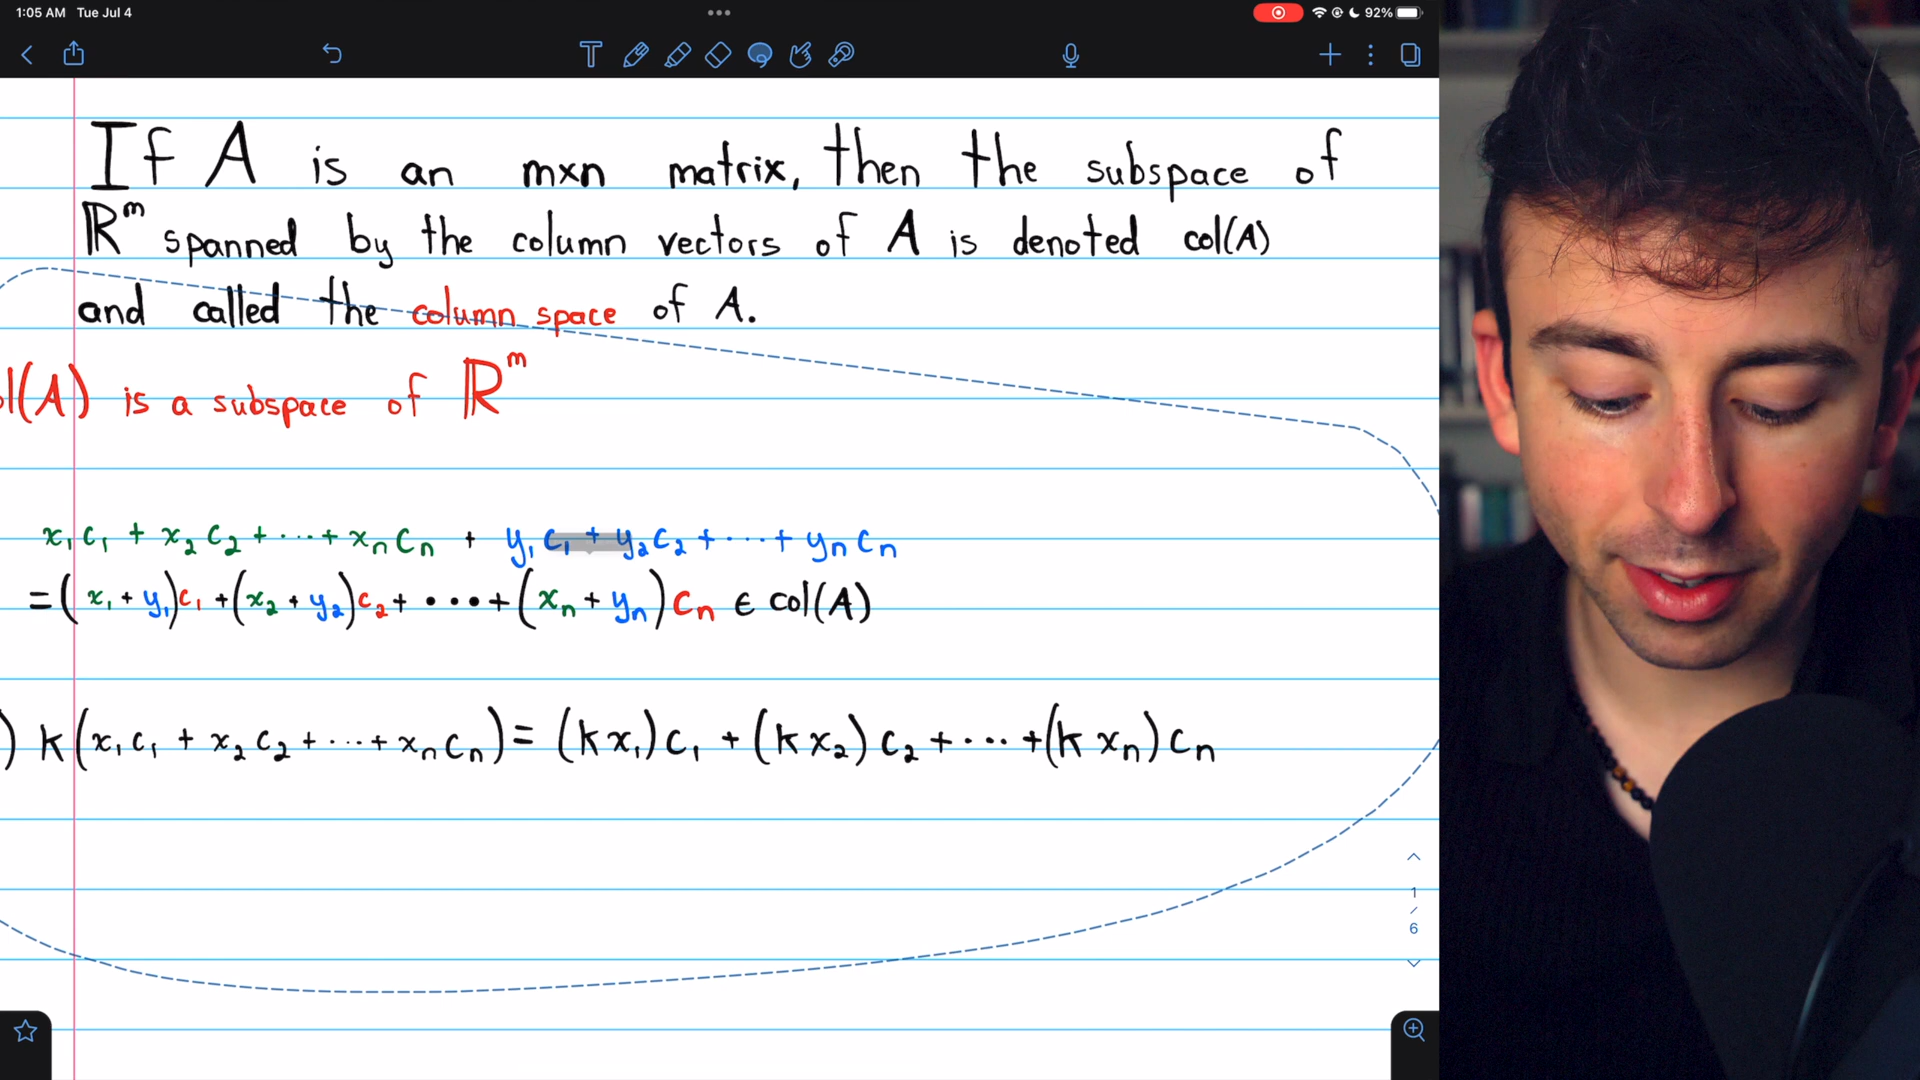 1:05 AM Tue Jul 4
92%
If A is an mxn matrix, then the subspace of
ℝᵐ spanned by the column vectors of A is denoted col(A)
and called the column space of A.
l(A) is a subspace of ℝᵐ
x₁c₁ + x₂c₂ + ··· + xₙcₙ + y₁c₁ + y₂c₂ + ··· + yₙcₙ
= (x₁ + y₁)c₁ + (x₂ + y₂)c₂ + ••• + (xₙ + yₙ)cₙ ∈ col(A)
) k(x₁c₁ + x₂c₂ + ··· + xₙcₙ) = (kx₁)c₁ + (kx₂)c₂ + ··· + (kxₙ)cₙ
1
/
6